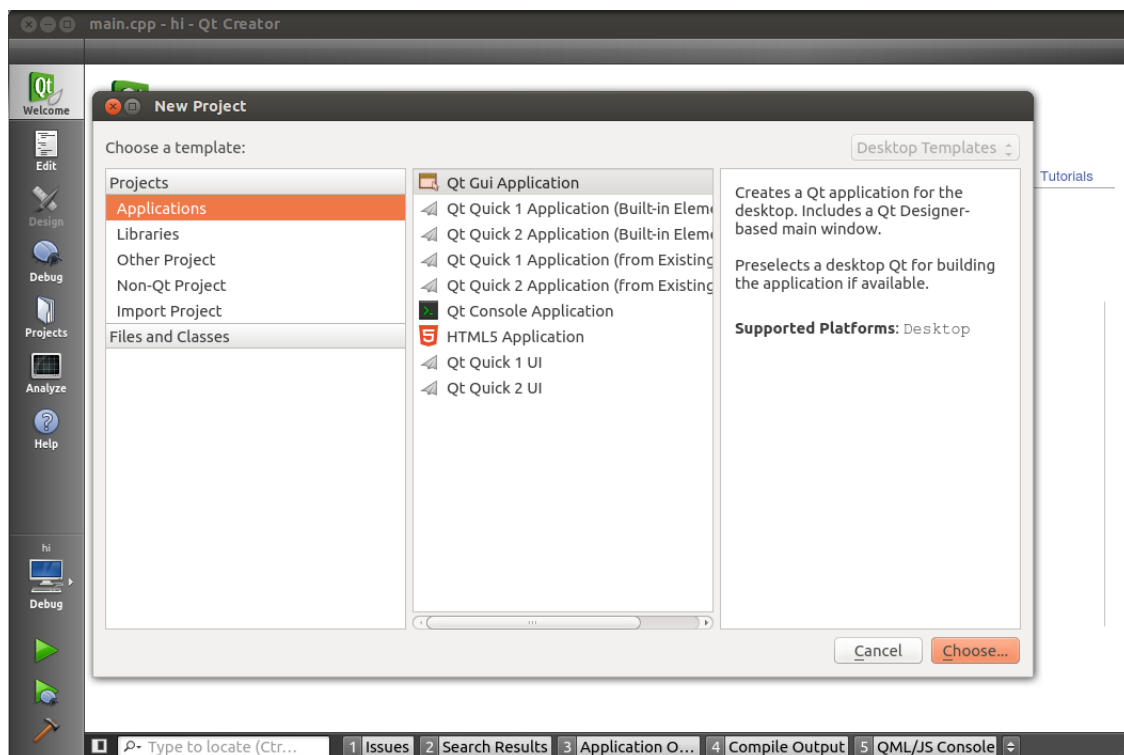 main.cpp - hi - Qt Creator
Qt
Welcome
Edit
Design
Debug
Projects
Analyze
Help
hi
Debug
New Project
Choose a template:
Desktop Templates
Projects
Applications
Libraries
Other Project
Non-Qt Project
Import Project
Files and Classes
Qt Gui Application
Qt Quick 1 Application (Built-in Elem
Qt Quick 2 Application (Built-in Elem
Qt Quick 1 Application (from Existing
Qt Quick 2 Application (from Existing
Qt Console Application
HTML5 Application
Qt Quick 1 UI
Qt Quick 2 UI
Creates a Qt application for the
desktop. Includes a Qt Designer-
based main window.
Preselects a desktop Qt for building
the application if available.
Supported Platforms: Desktop
Tutorials
Cancel
Choose...
Type to locate (Ctr...
1 Issues 2 Search Results 3 Application O... 4 Compile Output 5 QML/JS Console